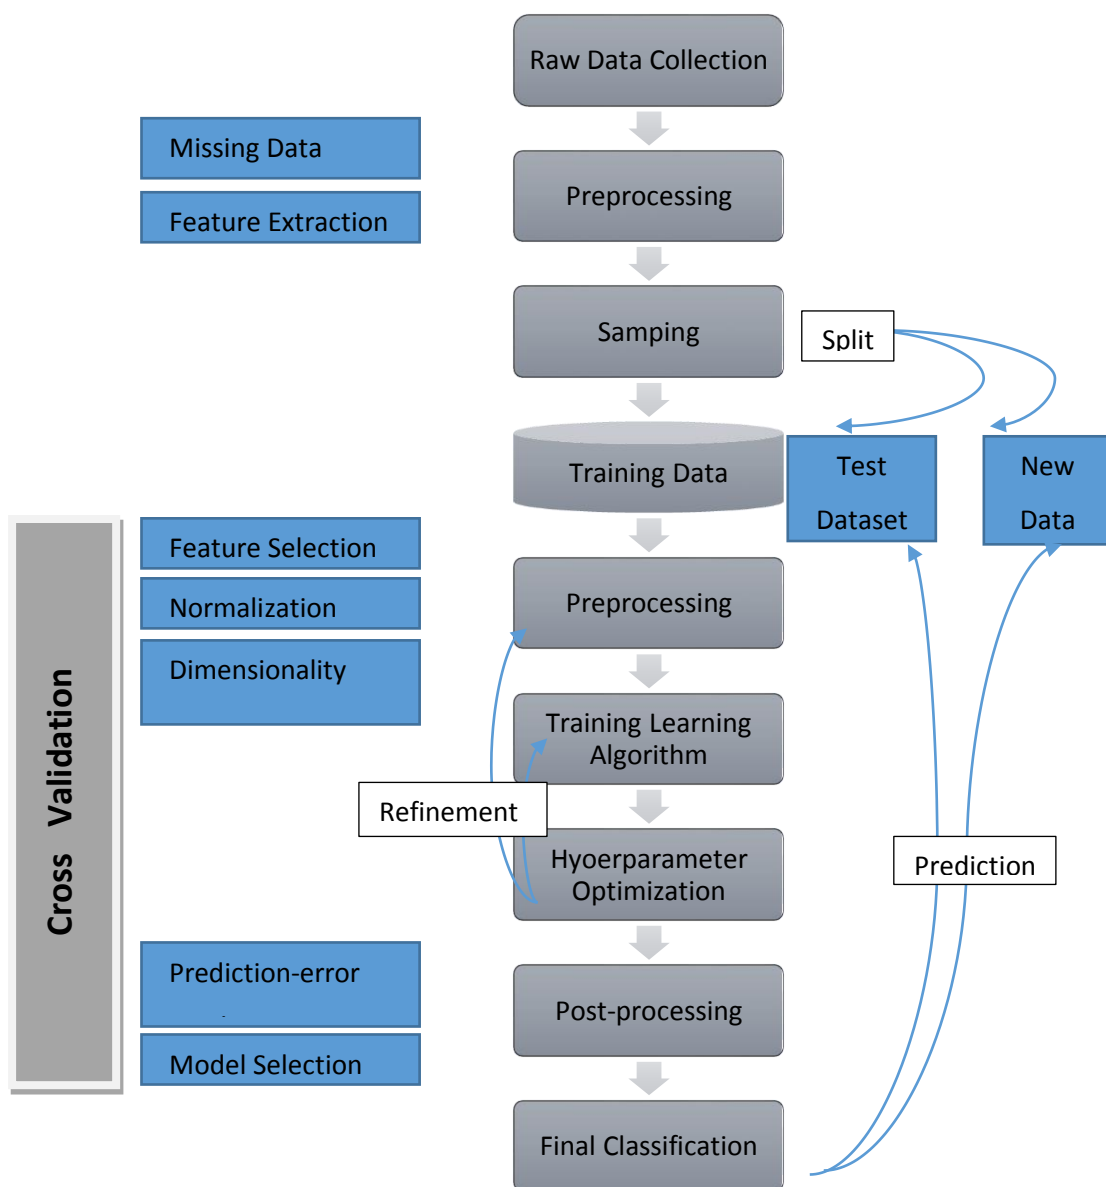 Raw Data Collection
Missing Data
Preprocessing
Feature Extraction
Samping
Split
Training Data
Test
Dataset
New
Data
Feature Selection
Normalization
Preprocessing
Dimensionality
Training Learning
Algorithm
Refinement
Hyoerparameter
Optimization
Prediction
Cross Validation
Prediction-error
Post-processing
Model Selection
Final Classification